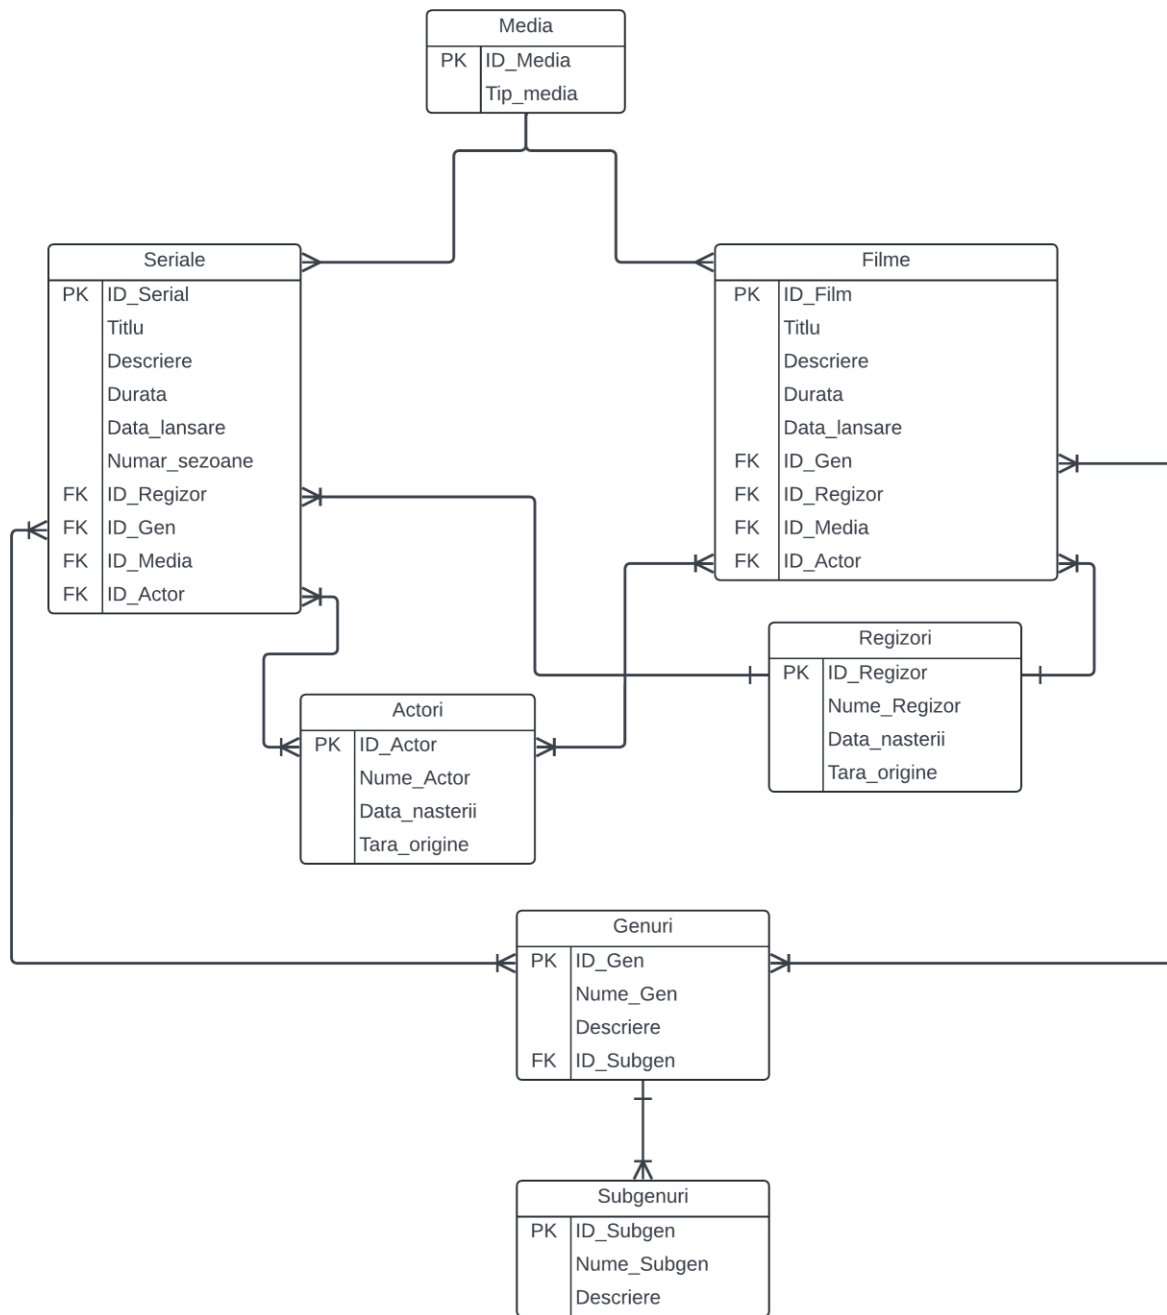 Media
PK ID_Media
Tip_media
Seriale
PK ID_Serial
Titlu
Descriere
Durata
Data_lansare
Numar_sezoane
FK ID_Regizor
FK ID_Gen
FK ID_Media
FK ID_Actor
Filme
PK ID_Film
Titlu
Descriere
Durata
Data_lansare
FK ID_Gen
FK ID_Regizor
FK ID_Media
FK ID_Actor
Regizori
PK ID_Regizor
Nume_Regizor
Data_nasterii
Tara_origine
Actori
PK ID_Actor
Nume_Actor
Data_nasterii
Tara_origine
Genuri
PK ID_Gen
Nume_Gen
Descriere
FK ID_Subgen
Subgenuri
PK ID_Subgen
Nume_Subgen
Descriere